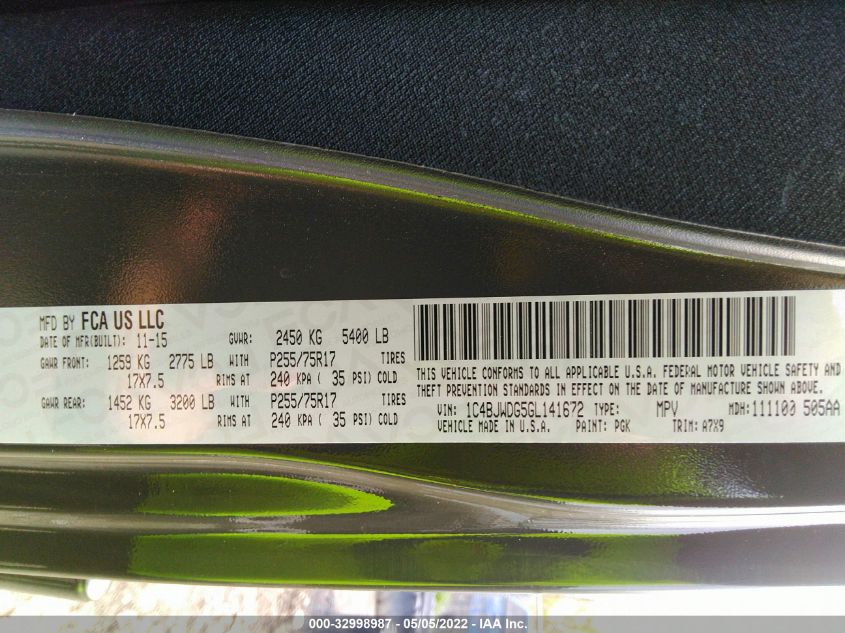 MFD BY FCA US LLC
DATE OF MFR(BUILT): 11-15 GVWR: 2450 KG 5400 LB
GAWR FRONT: 1259 KG 2775 LB WITH P255/75R17 TIRES
17X7.5 RIMS AT 240 KPA ( 35 PSI) COLD
GAWR REAR: 1452 KG 3200 LB WITH P255/75R17 TIRES
17X7.5 RIMS AT 240 KPA ( 35 PSI) COLD
THIS VEHICLE CONFORMS TO ALL APPLICABLE U.S.A. FEDERAL MOTOR VEHICLE SAFETY AND
THEFT PREVENTION STANDARDS IN EFFECT ON THE DATE OF MANUFACTURE SHOWN ABOVE.
VIN: 1C4BJWDG5GL141672 TYPE: MPV MDH:111103 505AA
VEHICLE MADE IN U.S.A. PAINT: PGK TRIM: A7X9
000-32998987 - 05/05/2022 - IAA Inc.